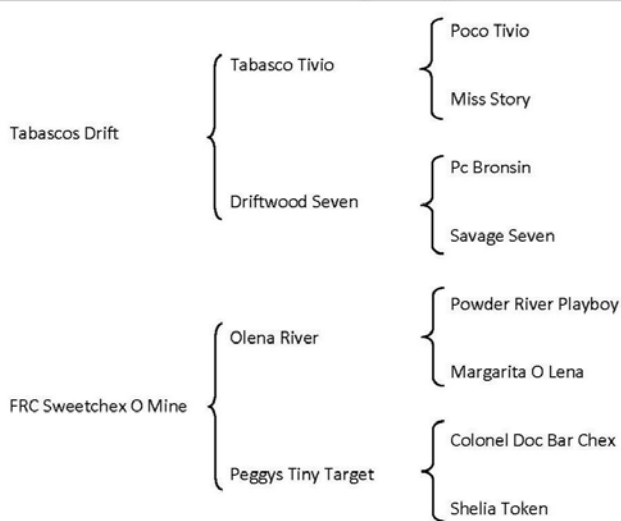 Poco Tivio
Tabasco Tivio
Miss Story
Tabascos Drift
Pc Bronsin
Driftwood Seven
Savage Seven
Powder River Playboy
Olena River
Margarita O Lena
FRC Sweetchex O Mine
Colonel Doc Bar Chex
Peggys Tiny Target
Shelia Token